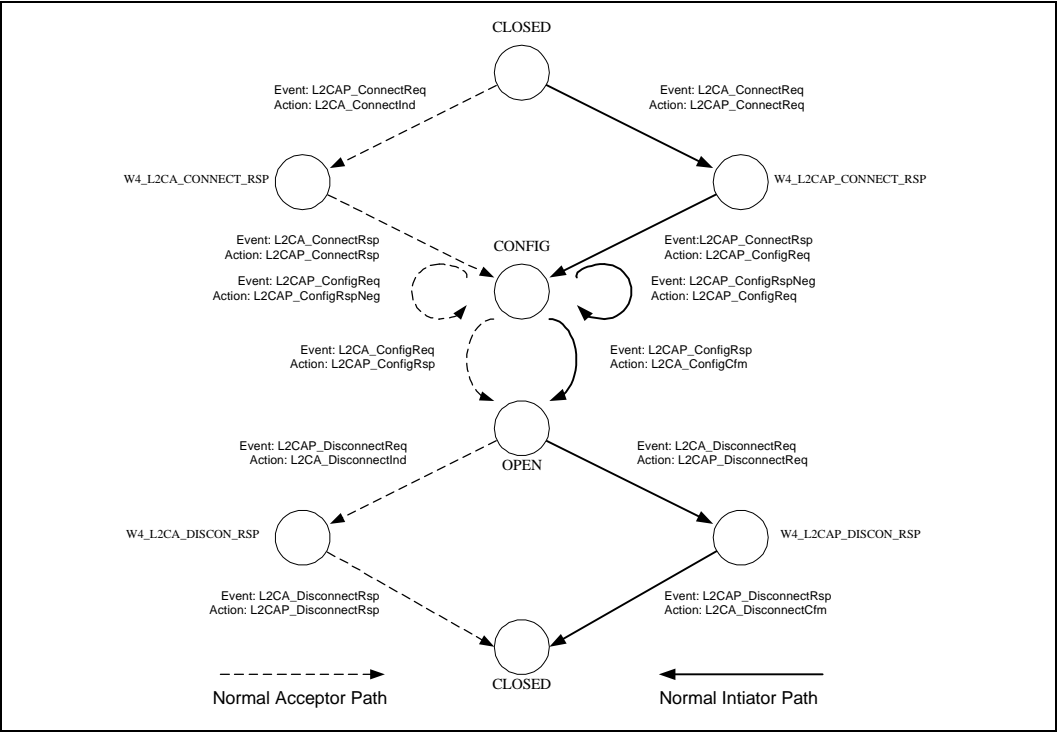 CLOSED
Event: L2CAP_ConnectReq
Action: L2CA_ConnectInd
Event: L2CA_ConnectReq
Action: L2CAP_ConnectReq
W4_L2CA_CONNECT_RSP
W4_L2CAP_CONNECT_RSP
Event: L2CA_ConnectRsp
Action: L2CAP_ConnectRsp
CONFIG
Event:L2CAP_ConnectRsp
Action: L2CAP_ConfigReq
Event: L2CAP_ConfigReq
Action: L2CAP_ConfigRspNeg
Event: L2CAP_ConfigRspNeg
Action: L2CAP_ConfigReq
Event: L2CA_ConfigReq
Action: L2CAP_ConfigRsp
Event: L2CAP_ConfigRsp
Action: L2CA_ConfigCfm
Event: L2CAP_DisconnectReq
Action: L2CA_DisconnectInd
OPEN
Event: L2CA_DisconnectReq
Action: L2CAP_DisconnectReq
W4_L2CA_DISCON_RSP
W4_L2CAP_DISCON_RSP
Event: L2CA_DisconnectRsp
Action: L2CAP_DisconnectRsp
Event: L2CAP_DisconnectRsp
Action: L2CA_DisconnectCfm
CLOSED
Normal Acceptor Path
Normal Intiator Path